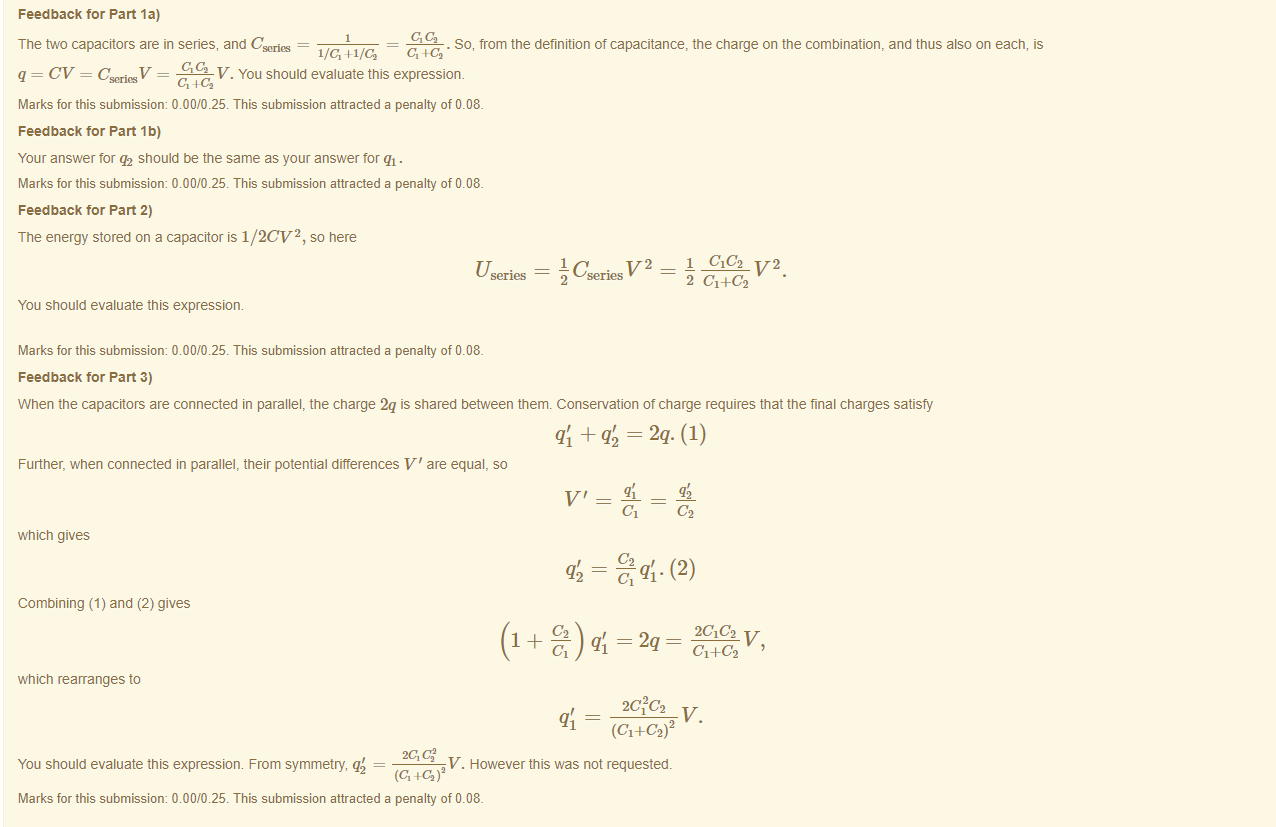 Feedback for Part 1a)
The two capacitors are in series, and $C_{\text{series}} = \frac{1}{1/C_1+1/C_2} = \frac{C_1C_2}{C_1+C_2}$. So, from the definition of capacitance, the charge on the combination, and thus also on each, is
$q = CV = C_{\text{series}}V = \frac{C_1C_2}{C_1+C_2}V$. You should evaluate this expression.
Marks for this submission: 0.00/0.25. This submission attracted a penalty of 0.08.
Feedback for Part 1b)
Your answer for $q_2$ should be the same as your answer for $q_1$.
Marks for this submission: 0.00/0.25. This submission attracted a penalty of 0.08.
Feedback for Part 2)
The energy stored on a capacitor is $1/2CV^2$, so here
$U_{\text{series}} = \frac{1}{2}C_{\text{series}}V^2 = \frac{1}{2}\frac{C_1C_2}{C_1+C_2}V^2.$
You should evaluate this expression.
Marks for this submission: 0.00/0.25. This submission attracted a penalty of 0.08.
Feedback for Part 3)
When the capacitors are connected in parallel, the charge $2q$ is shared between them. Conservation of charge requires that the final charges satisfy
$q_1' + q_2' = 2q. (1)$
Further, when connected in parallel, their potential differences $V'$ are equal, so
$V' = \frac{q_1'}{C_1} = \frac{q_2'}{C_2}$
which gives
$q_2' = \frac{C_2}{C_1}q_1'. (2)$
Combining (1) and (2) gives
$\left(1 + \frac{C_2}{C_1}\right)q_1' = 2q = \frac{2C_1C_2}{C_1+C_2}V,$
which rearranges to
$q_1' = \frac{2C_1^2C_2}{(C_1+C_2)^2}V.$
You should evaluate this expression. From symmetry, $q_2' = \frac{2C_1C_2^2}{(C_1+C_2)^2}V$. However this was not requested.
Marks for this submission: 0.00/0.25. This submission attracted a penalty of 0.08.